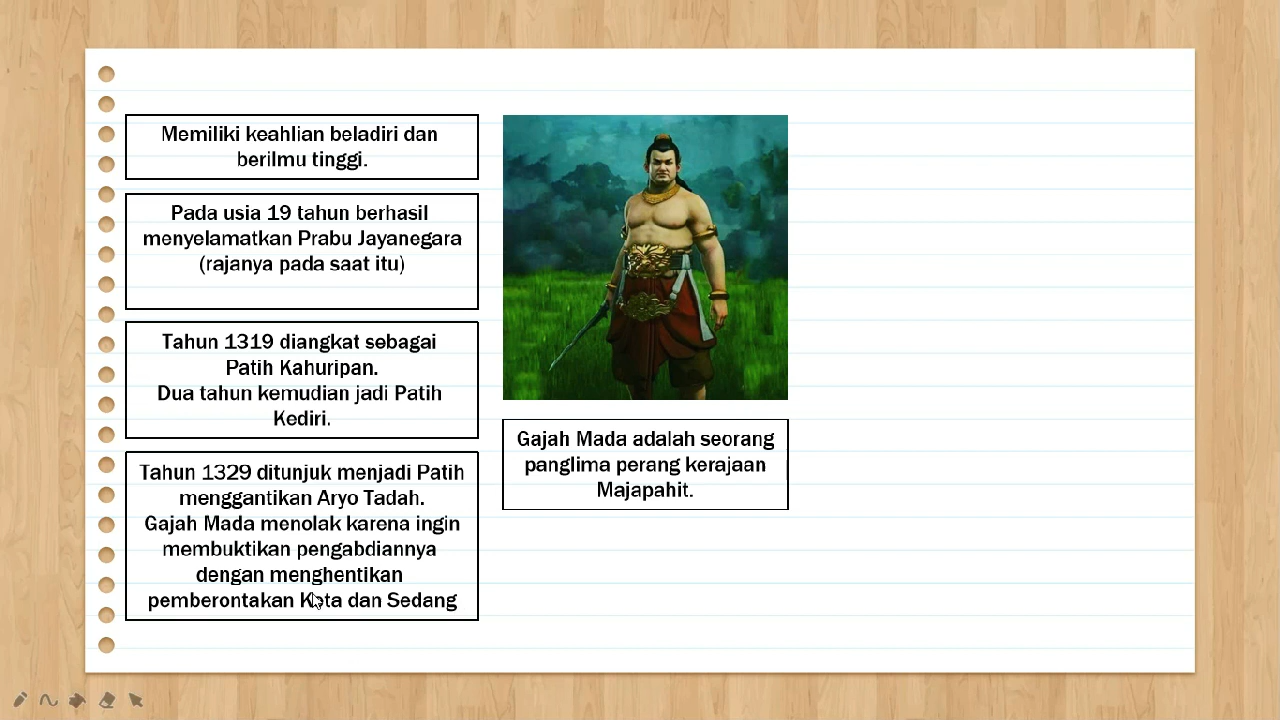 Memiliki keahlian beladiri dan
berilmu tinggi.
Pada usia 19 tahun berhasil
menyelamatkan Prabu Jayanegara
(rajanya pada saat itu)
Tahun 1319 diangkat sebagai
Patih Kahuripan.
Dua tahun kemudian jadi Patih
Kediri.
Tahun 1329 ditunjuk menjadi Patih
menggantikan Aryo Tadah.
Gajah Mada menolak karena ingin
membuktikan pengabdiannya
dengan menghentikan
pemberontakan Kota dan Sedang
Gajah Mada adalah seorang
panglima perang kerajaan
Majapahit.